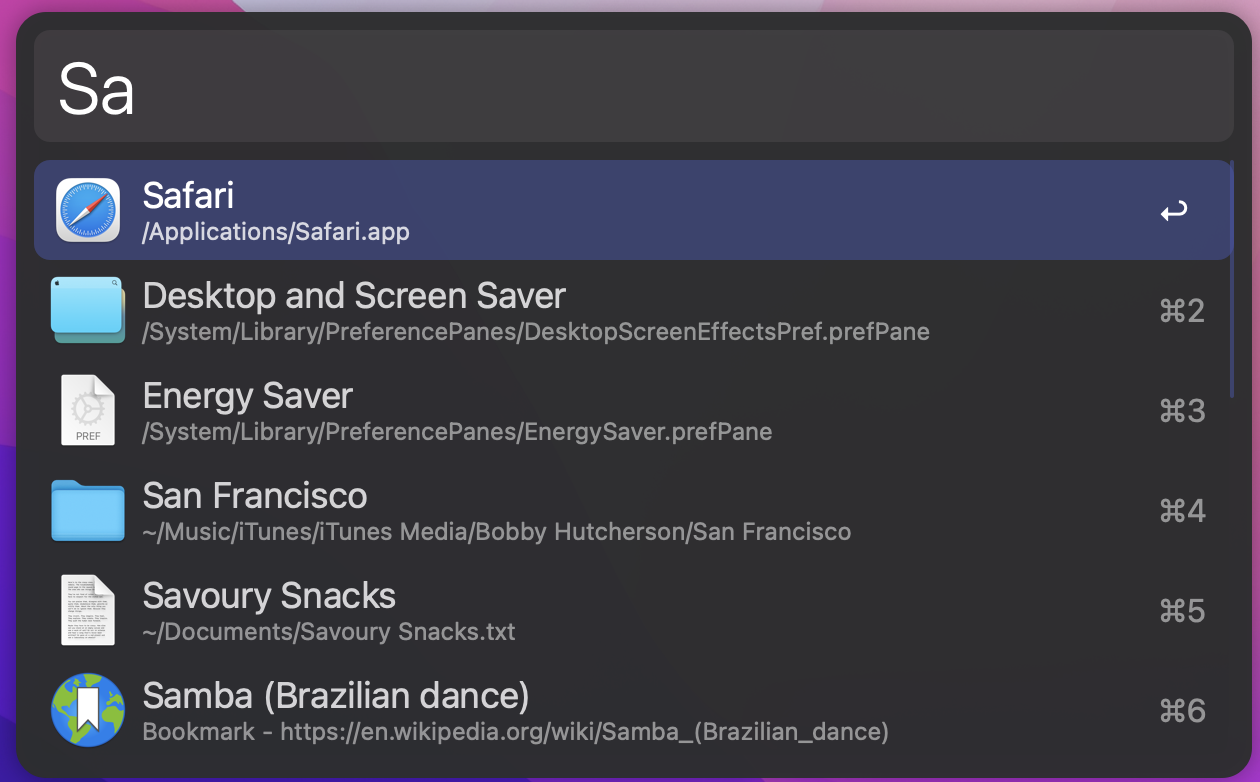 Sa
Safari
/Applications/Safari.app
Desktop and Screen Saver
/System/Library/PreferencePanes/DesktopScreenEffectsPref.prefPane
⌘2
Energy Saver
/System/Library/PreferencePanes/EnergySaver.prefPane
⌘3
PREF
San Francisco
~/Music/iTunes/iTunes Media/Bobby Hutcherson/San Francisco
⌘4
Savoury Snacks
~/Documents/Savoury Snacks.txt
⌘5
Samba (Brazilian dance)
Bookmark – https://en.wikipedia.org/wiki/Samba_(Brazilian_dance)
⌘6